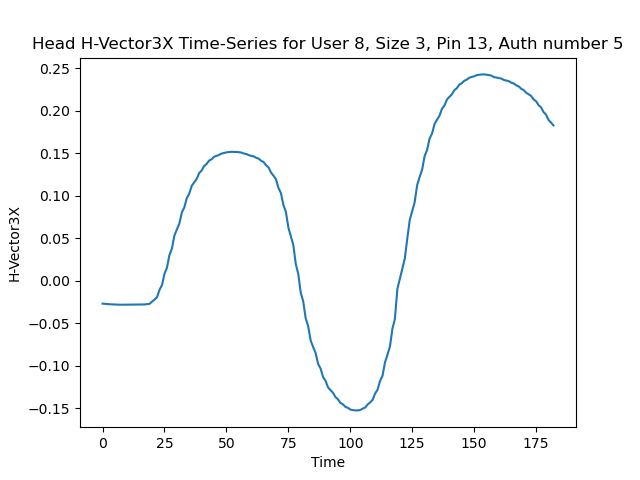 Head H-Vector3X Time-Series for User 8, Size 3, Pin 13, Auth number 5
0.25
0.20
0.15
0.10
0.05
0.00
−0.05
−0.10
−0.15
H-Vector3X
0 25 50 75 100 125 150 175
Time